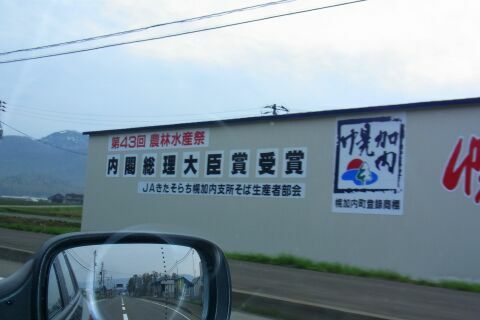 第43回 農林水産祭
内閣総理大臣賞受賞
JAきたそらち幌加内支所そば生産者部会
幌加内
幌加内町登録商標